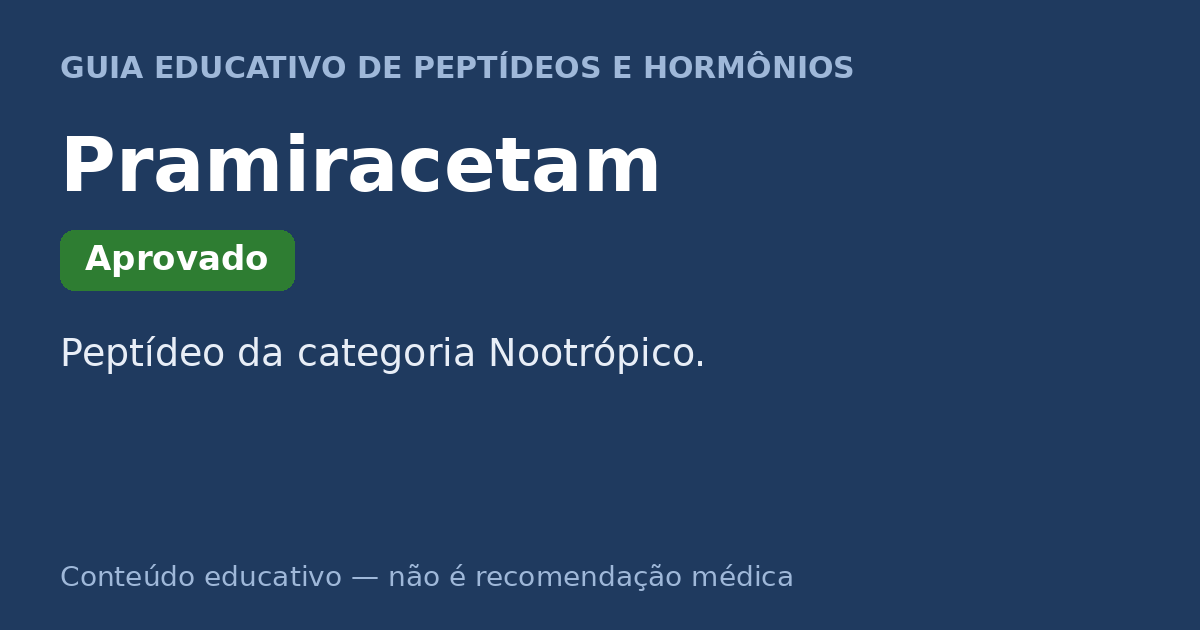 GUIA EDUCATIVO DE PEPTÍDEOS E HORMÔNIOS
Pramiracetam
Aprovado
Peptídeo da categoria Nootrópico.
Conteúdo educativo — não é recomendação médica